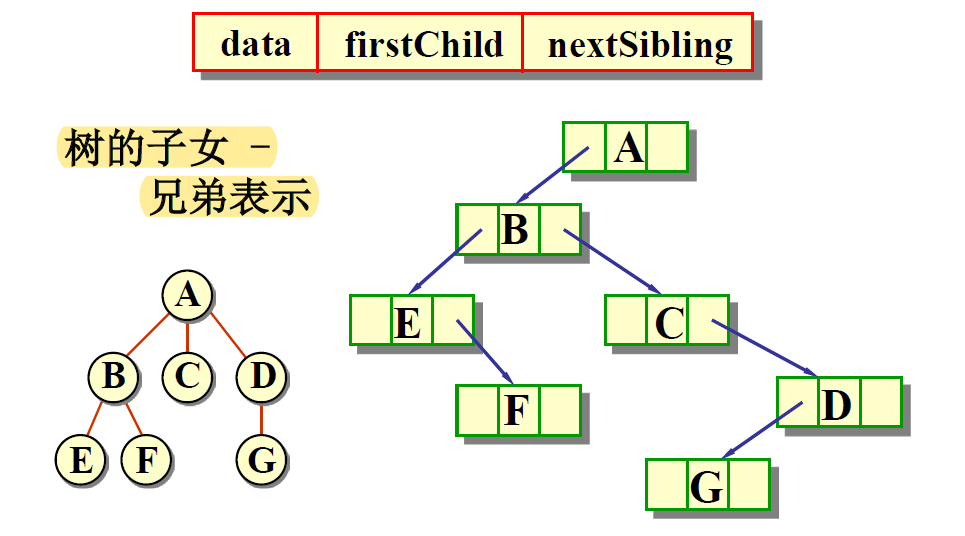 data firstChild nextSibling
树的子女 -
兄弟表示
A
B
E C
F D
G
A
B C D
E F G